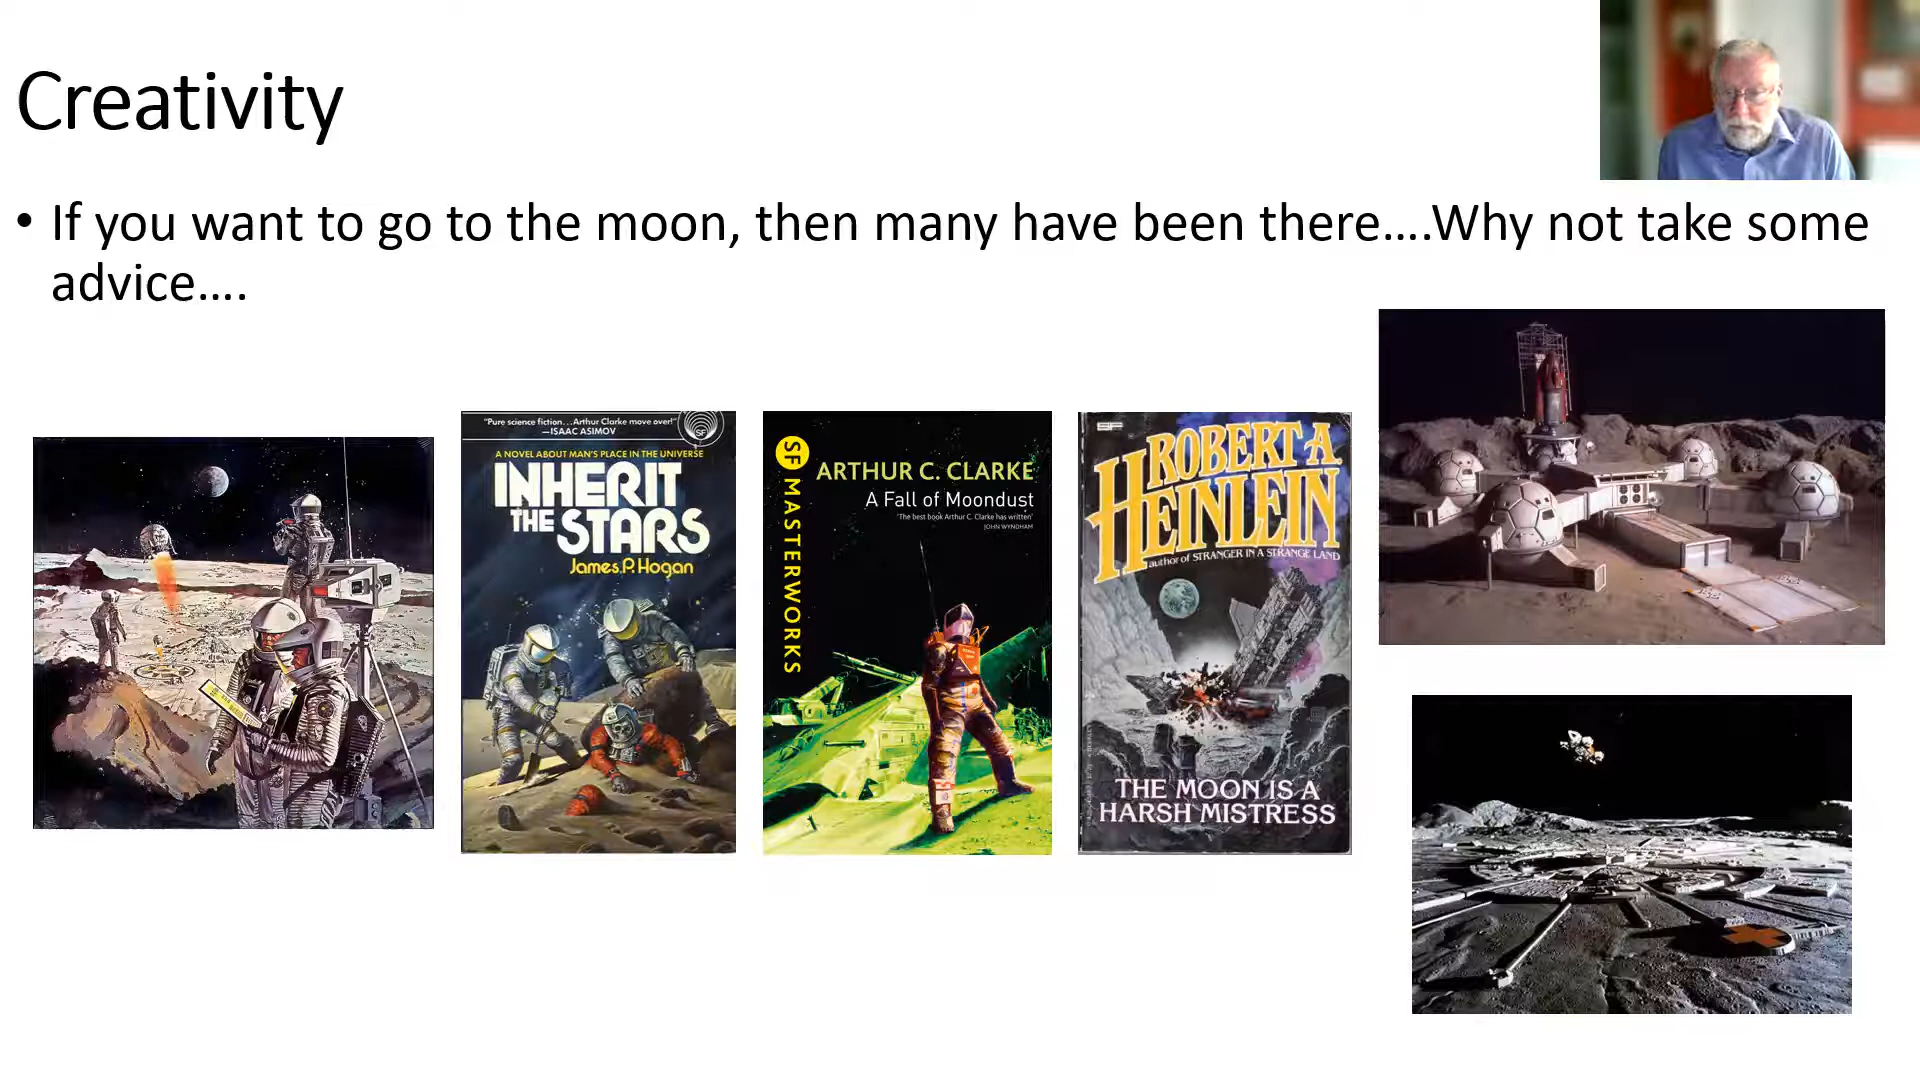 Creativity
• If you want to go to the moon, then many have been there....Why not take some
advice....
"Pure science fiction...Arthur Clarke move over!"
—ISAAC ASIMOV
SF
A NOVEL ABOUT MAN'S PLACE IN THE UNIVERSE
INHERIT
THE STARS
James P. Hogan
SF MASTERWORKS
ARTHUR C. CLARKE
A Fall of Moondust
'The best book Arthur C. Clarke has written'
JOHN WYNDHAM
ROBERT A.
HEINLEIN
author of STRANGER IN A STRANGE LAND
THE MOON IS A
HARSH MISTRESS